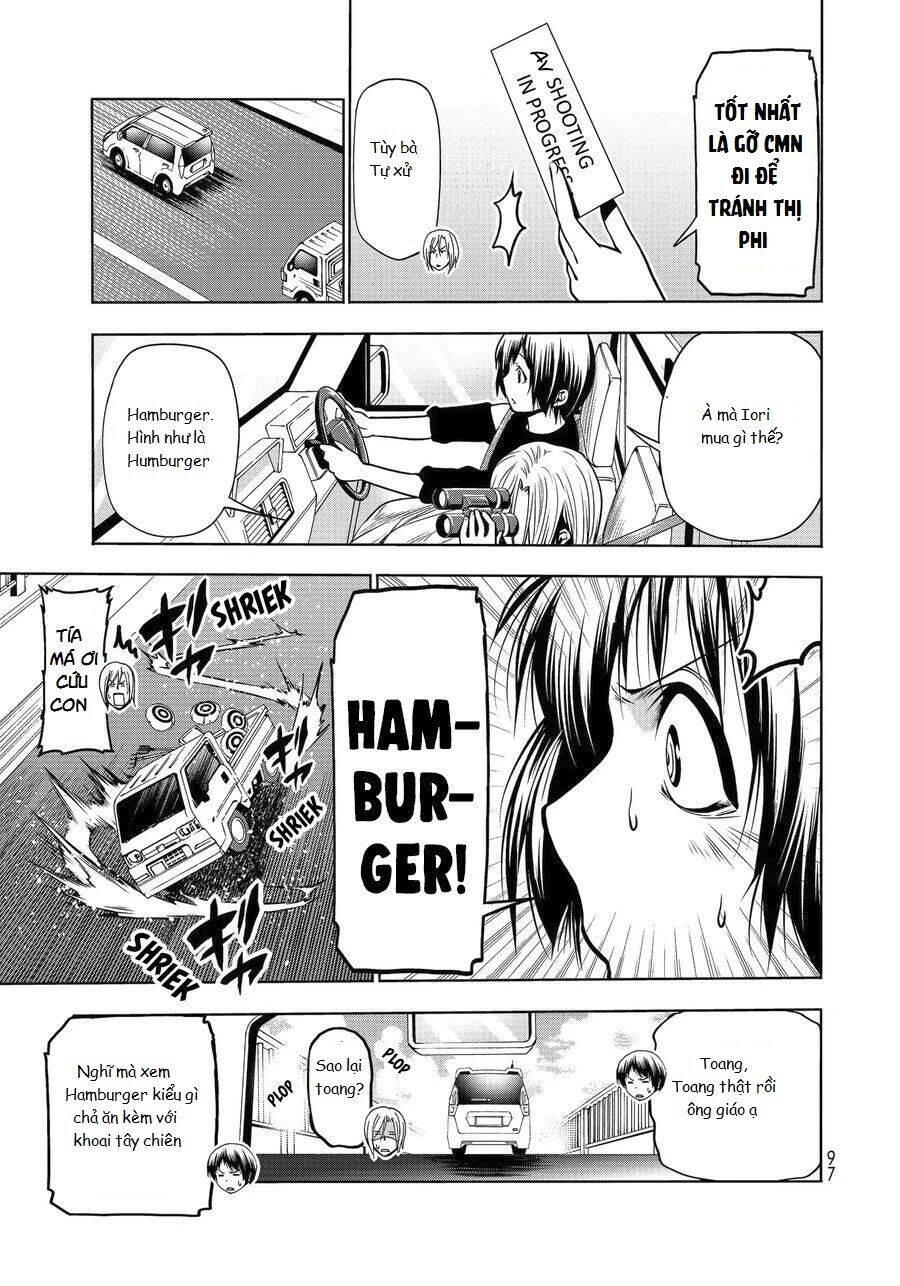 TỐT NHẤT
LÀ GỠ CMN
ĐI ĐỂ
TRÁNH THỊ
PHI
AV SHOOTING
IN PROGRESS
Tùy bà
Tự xử
À mà Iori
mua gì thế?
Hamburger.
Hình như là
Humburger
HAM-
BUR-
GER!
SHRIEK
SHRIEK
SHRIEK
TÍA
MÁ ƠI
CỨU
CON
Toang,
Toang thật rồi
ông giáo ạ
PLOP
Sao lại
toang?
PLOP
Nghĩ mà xem
Hamburger kiểu gì
chả ăn kèm với
khoai tây chiên
97